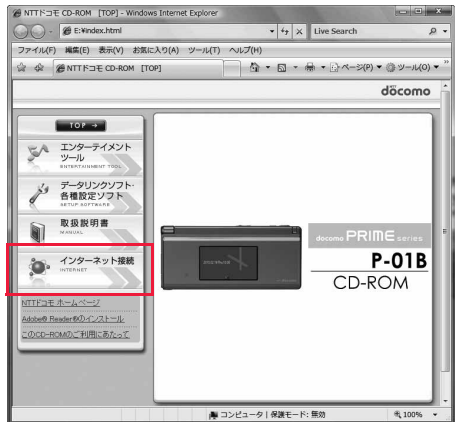 NTTドコモ CD-ROM [TOP] - Windows Internet Explorer
E:¥index.html
Live Search
ファイル(F) 編集(E) 表示(V) お気に入り(A) ツール(T) ヘルプ(H)
NTTドコモ CD-ROM [TOP]
ページ(P) ツール(O)
döcomo
TOP
エンターテイメント
ツール
ENTERTAINMENT TOOL
データリンクソフト・
各種設定ソフト
SETUP SOFTWARE
取扱説明書
MANUAL
インターネット接続
INTERNET
NTTドコモ ホームページ
Adobe® Reader®のインストール
このCD-ROMのご利用にあたって
docomo PRIME series
P-01B
CD-ROM
コンピュータ | 保護モード: 無効
100%